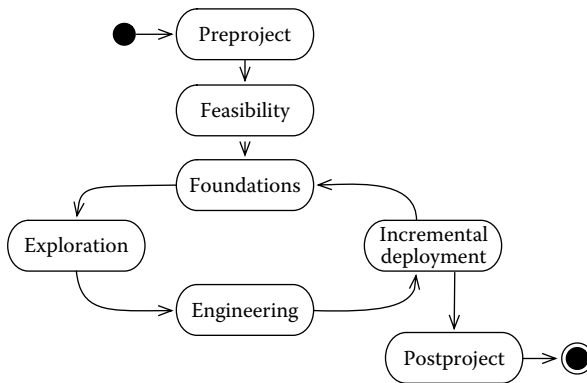 Preproject
Feasibility
Foundations
Exploration
Incremental
deployment
Engineering
Postproject